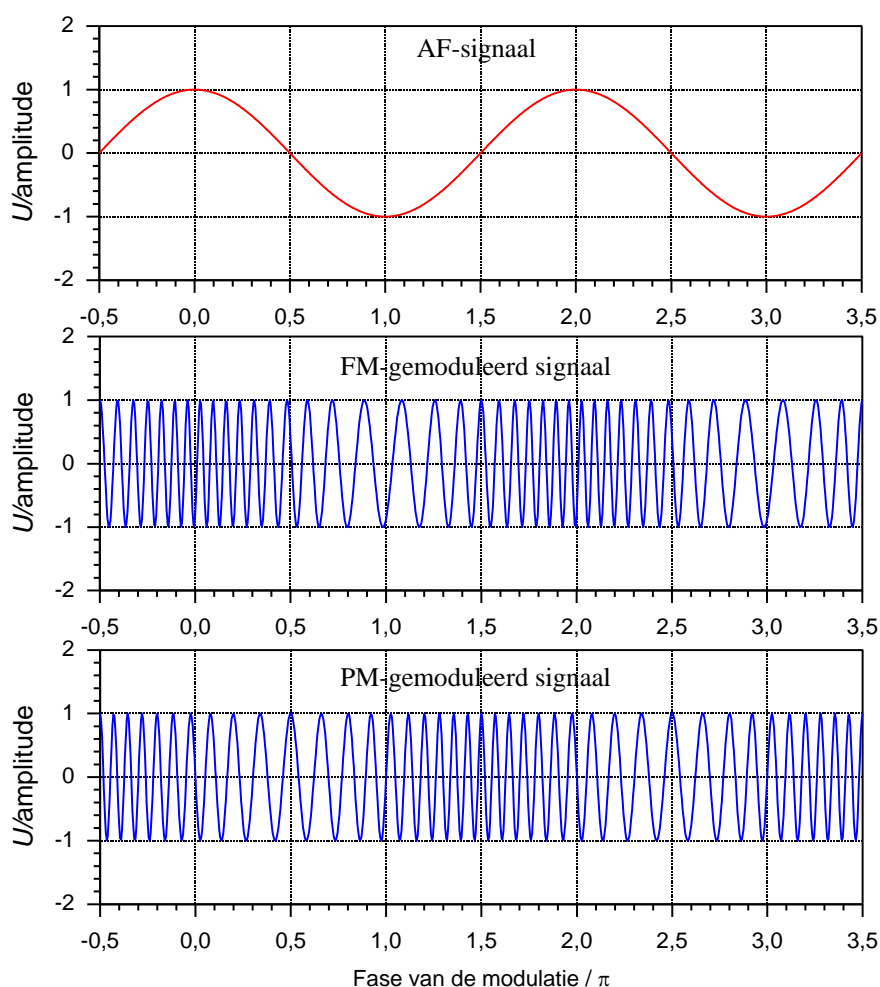 AF-signaal
U/amplitude
2
1
0
-1
-2
-0,5 0,0 0,5 1,0 1,5 2,0 2,5 3,0 3,5
FM-gemoduleerd signaal
U/amplitude
2
1
0
-1
-2
-0,5 0,0 0,5 1,0 1,5 2,0 2,5 3,0 3,5
PM-gemoduleerd signaal
U/amplitude
2
1
0
-1
-2
-0,5 0,0 0,5 1,0 1,5 2,0 2,5 3,0 3,5
Fase van de modulatie / π